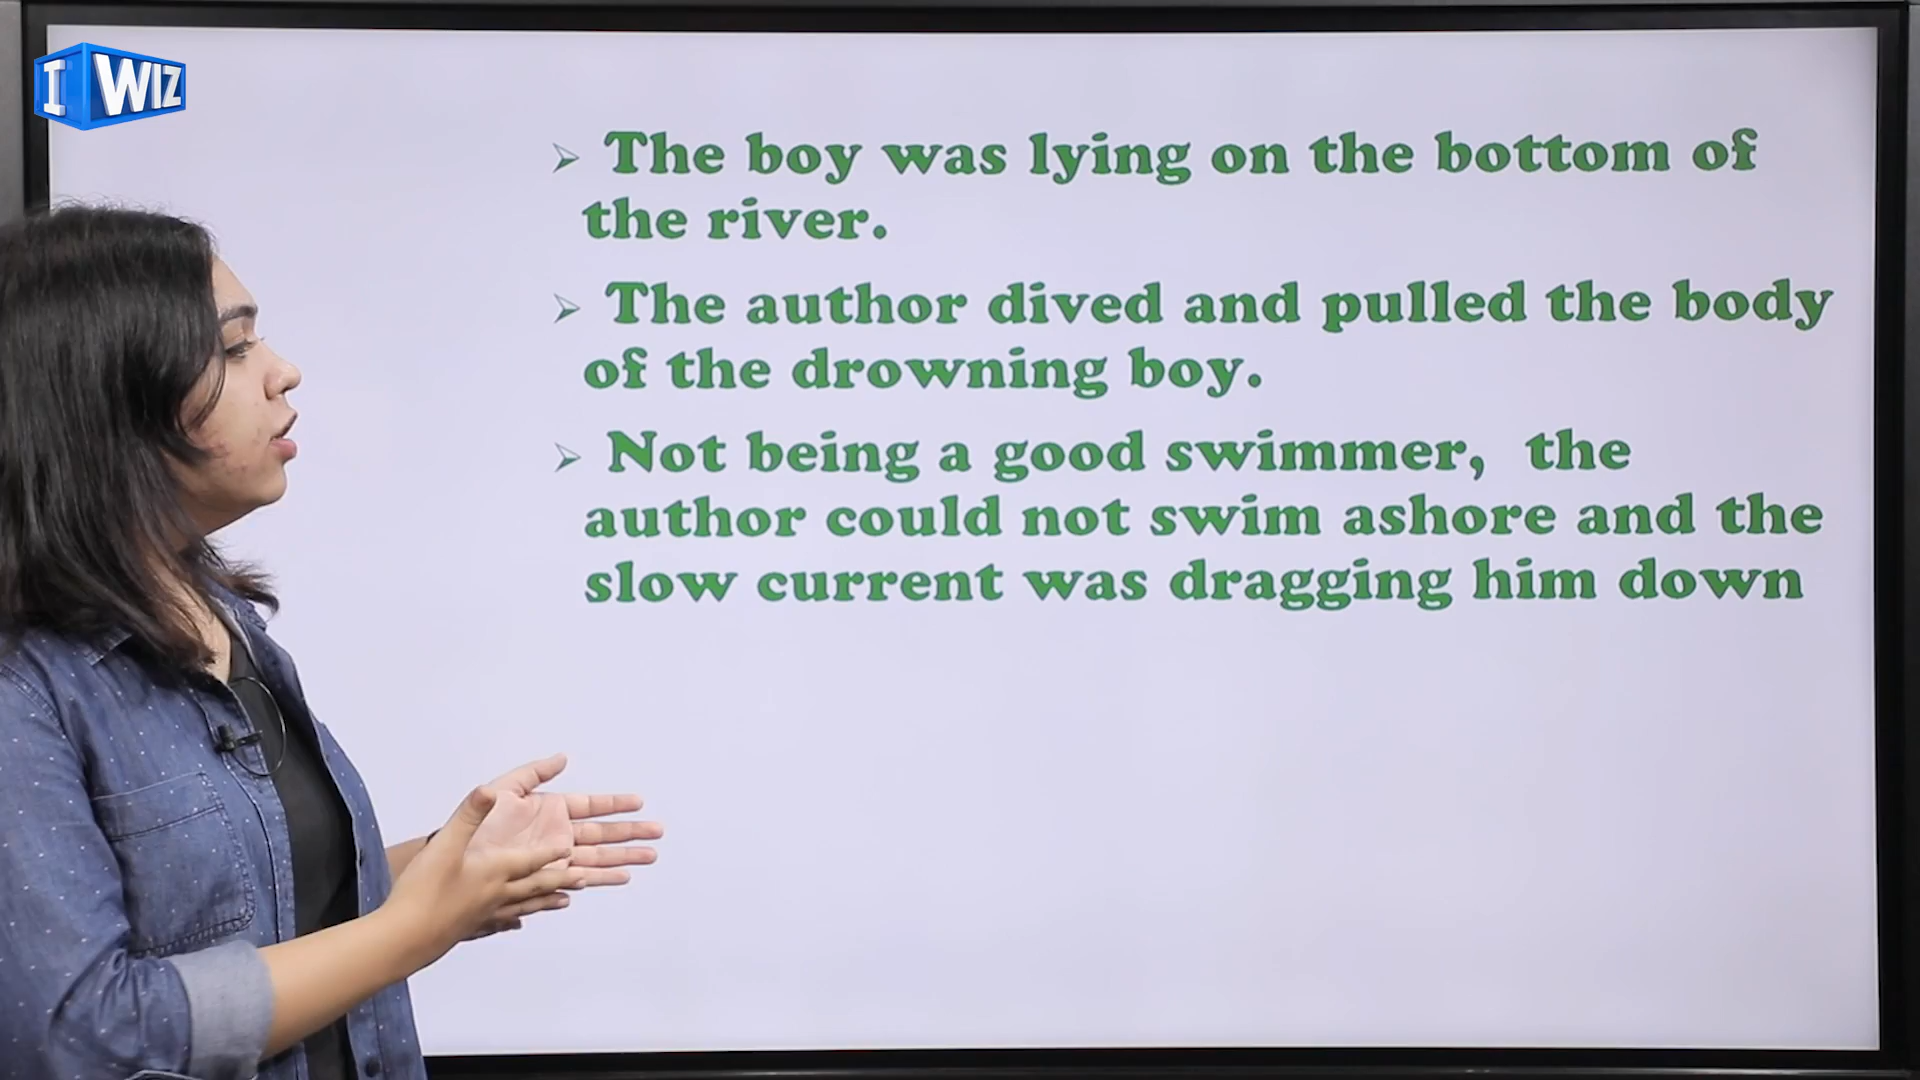 I WIZ
➢ The boy was lying on the bottom of
the river.
➢ The author dived and pulled the body
of the drowning boy.
➢ Not being a good swimmer, the
author could not swim ashore and the
slow current was dragging him down